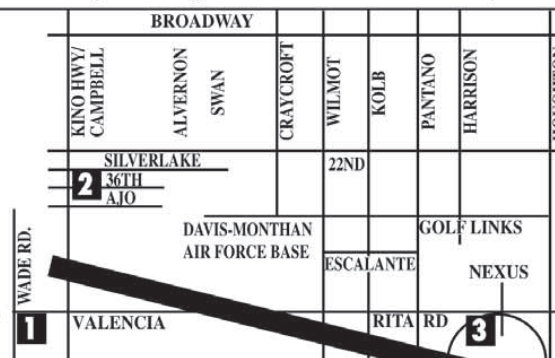 BROADWAY
KINO HWY/
CAMPBELL
ALVERNON
SWAN
CRAYCROFT
WILMOT
KOLB
PANTANO
HARRISON
SILVERLAKE
22ND
2
36TH
AJO
DAVIS-MONTHAN
AIR FORCE BASE
GOLF LINKS
WADE RD.
ESCALANTE
NEXUS
1
VALENCIA
RITA RD
3